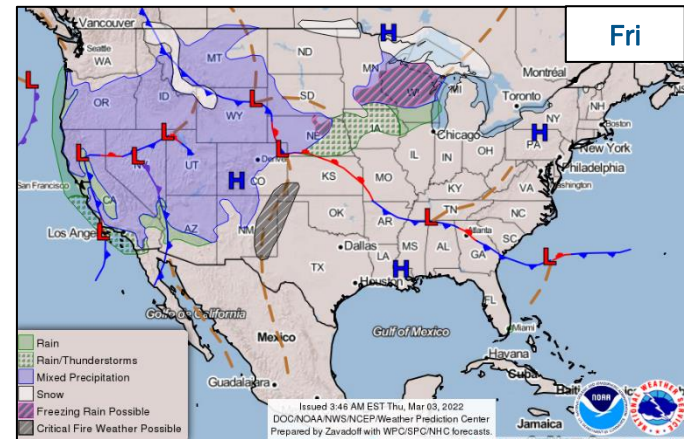 Fri
Vancouver
Seattle
WA
MT
ND
MN
Montréal
OR
ID
SD
WI
MI
Toronto
NH
WY
NY
Boston
NE
IA
Chicago
PA
New York
NV
UT
Denver
IL
IN
OH
Philadelphia
San Francisco
CO
KS
MO
KY
VA
Washington
CA
TN
NC
Los Angeles
AZ
NM
OK
AR
Atlanta
SC
Dallas
MS
AL
GA
TX
LA
Houston
FL
Golfo de California
Miami
Mexico
Gulf of Mexico
Havana
Cuba
Guadalajara
Jamaica
H
H
H
H
L
L
L
L
L
L
L
L
L
Rain
Rain/Thunderstorms
Mixed Precipitation
Snow
Freezing Rain Possible
Critical Fire Weather Possible
Issued 3:46 AM EST Thu, Mar 03, 2022
DOC/NOAA/NWS/NCEP/Weather Prediction Center
Prepared by Zavadoff with WPC/SPC/NHC forecasts.
NOAA